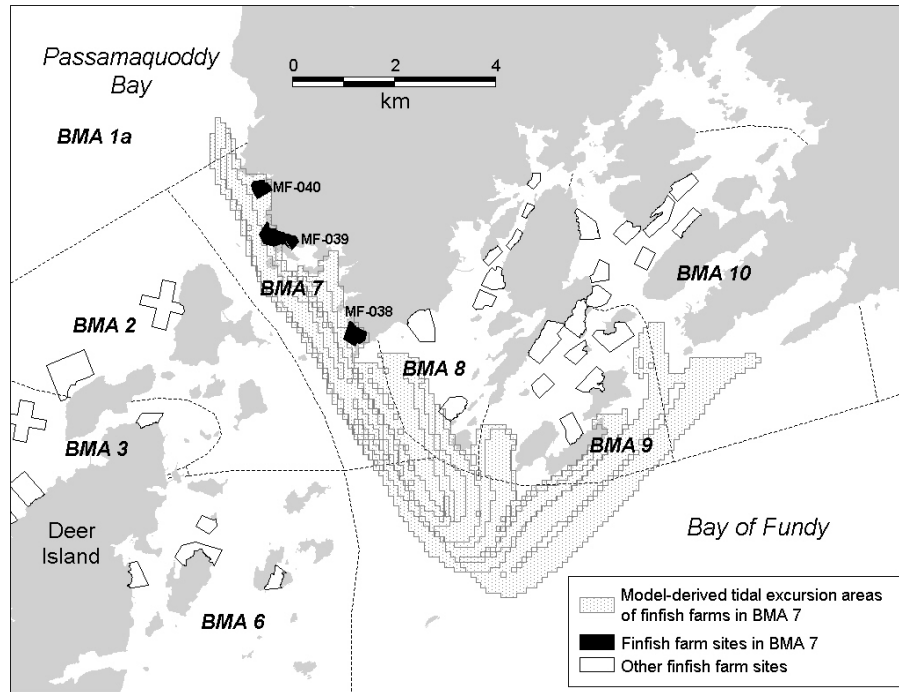 Passamaquoddy
Bay
0 2 4
km
BMA 1a
MF-040
MF-039
BMA 7
BMA 10
MF-038
BMA 2
BMA 8
BMA 3
BMA 9
Deer
Island
Bay of Fundy
BMA 6
Model-derived tidal excursion areas
of finfish farms in BMA 7
Finfish farm sites in BMA 7
Other finfish farm sites